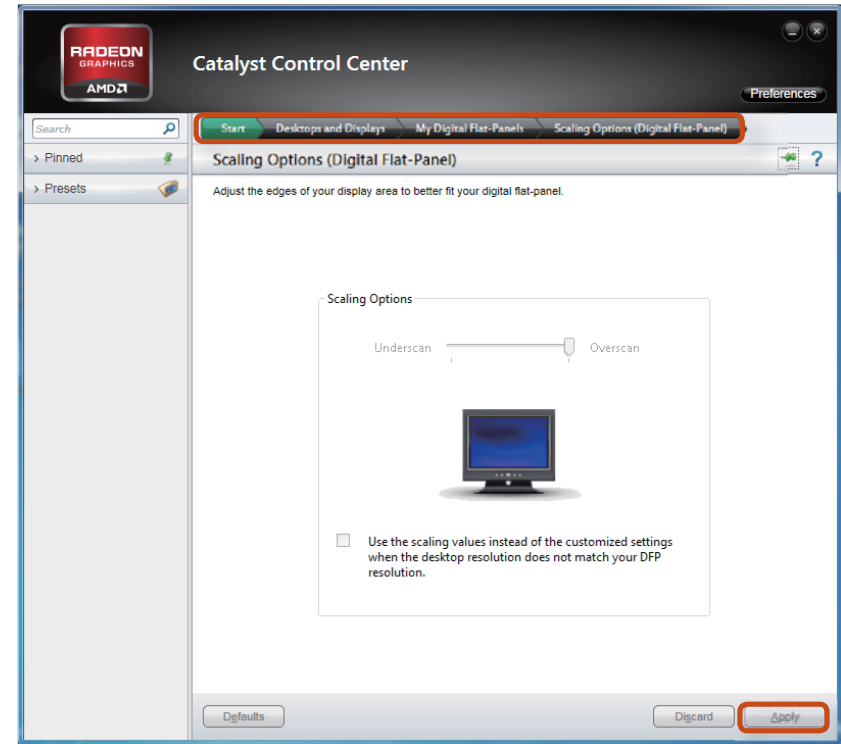 RADEON
GRAPHICS
AMD
Catalyst Control Center
Preferences
Search
Start Desktops and Displays My Digital Flat-Panels Scaling Options (Digital Flat-Panel)
> Pinned
Scaling Options (Digital Flat-Panel)
?
> Presets
Adjust the edges of your display area to better fit your digital flat-panel.
Scaling Options
Underscan Overscan
Use the scaling values instead of the customized settings
when the desktop resolution does not match your DFP
resolution.
Defaults Discard Apply